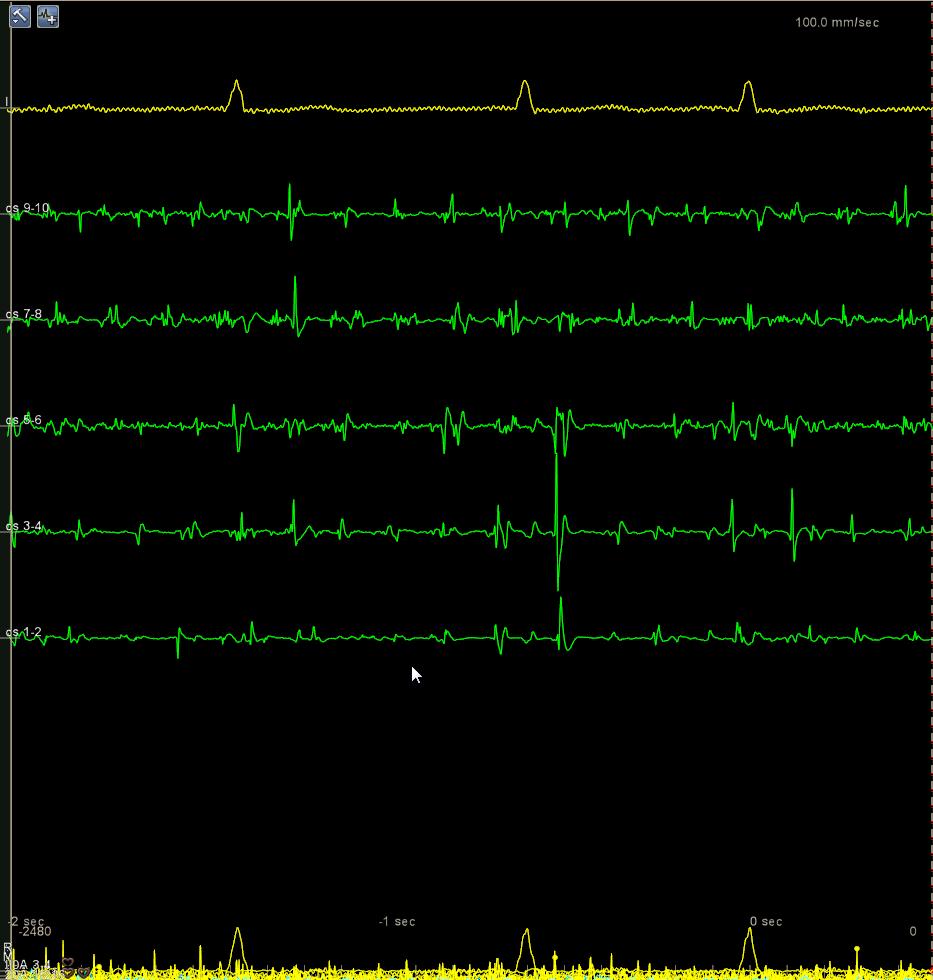 100.0 mm/sec
I
cs 9-10
cs 7-8
cs 5-6
cs 3-4
cs 1-2
-2 sec
-1 sec
0 sec
-2480
0